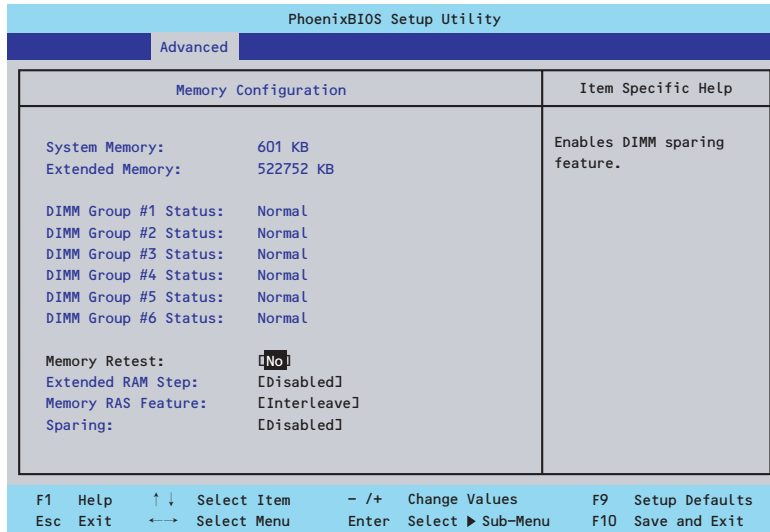 PhoenixBIOS Setup Utility
Advanced
Memory Configuration
Item Specific Help
System Memory: 601 KB
Extended Memory: 522752 KB
DIMM Group #1 Status: Normal
DIMM Group #2 Status: Normal
DIMM Group #3 Status: Normal
DIMM Group #4 Status: Normal
DIMM Group #5 Status: Normal
DIMM Group #6 Status: Normal
Memory Retest: [No]
Extended RAM Step: [Disabled]
Memory RAS Feature: [Interleave]
Sparing: [Disabled]
Enables DIMM sparing
feature.
F1 Help ↑↓ Select Item – /+ Change Values F9 Setup Defaults
Esc Exit ←→ Select Menu Enter Select ▶ Sub-Menu F10 Save and Exit